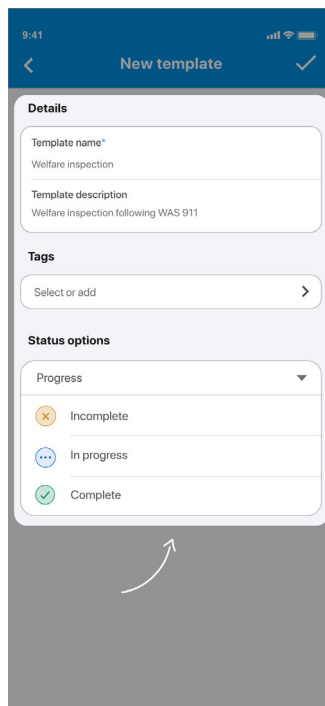 9:41
New template
Details
Template name*
Welfare inspection
Template description
Welfare inspection following WAS 911
Tags
Select or add
Status options
Progress
Incomplete
In progress
Complete